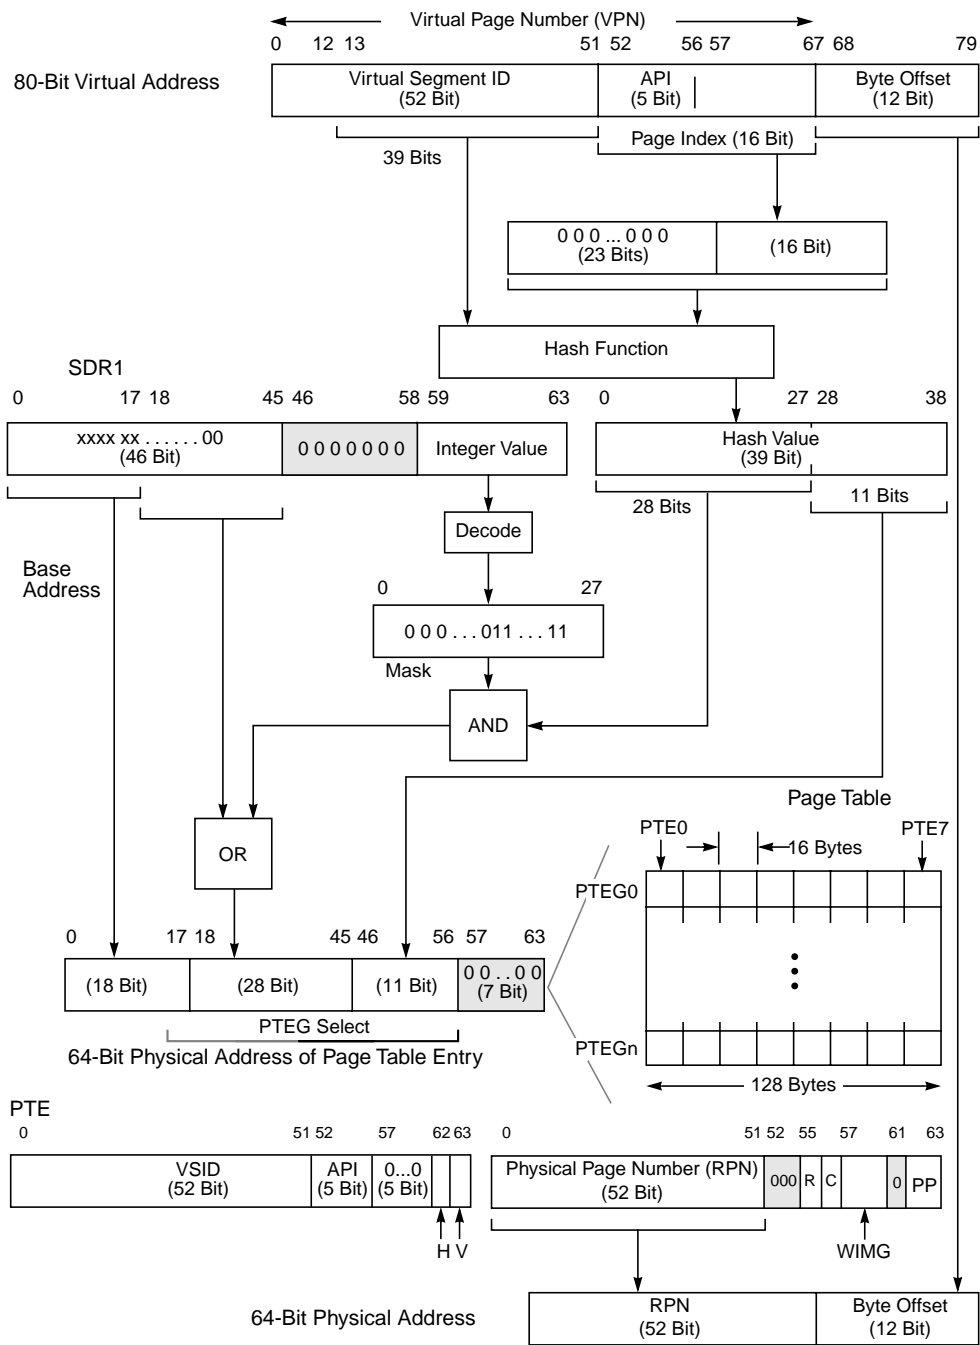 Virtual Page Number (VPN)
0 12 13 51 52 56 57 67 68 79
80-Bit Virtual Address
Virtual Segment ID API Byte Offset
(52 Bit) (5 Bit) (12 Bit)
39 Bits Page Index (16 Bit)
0 0 0 ... 0 0 0 (16 Bit)
(23 Bits)
Hash Function
SDR1
0 17 18 45 46 58 59 63 0 27 28 38
xxxx xx . . . . . . 00 0 0 0 0 0 0 0 Integer Value Hash Value
(46 Bit) (39 Bit)
28 Bits 11 Bits
Decode
Base
Address
0 27
0 0 0 . . . 011 . . . 11
Mask
AND
Page Table
PTE0 PTE7
16 Bytes
OR
PTEG0
0 17 18 45 46 56 57 63
(18 Bit) (28 Bit) (11 Bit) 0 0 . . 0 0
(7 Bit)
PTEG Select
64-Bit Physical Address of Page Table Entry
PTEGn
128 Bytes
PTE
0 51 52 57 62 63 0 51 52 55 57 61 63
VSID API 0...0 Physical Page Number (RPN) 000 R C 0 PP
(52 Bit) (5 Bit) (5 Bit) (52 Bit)
H V WIMG
64-Bit Physical Address
RPN Byte Offset
(52 Bit) (12 Bit)